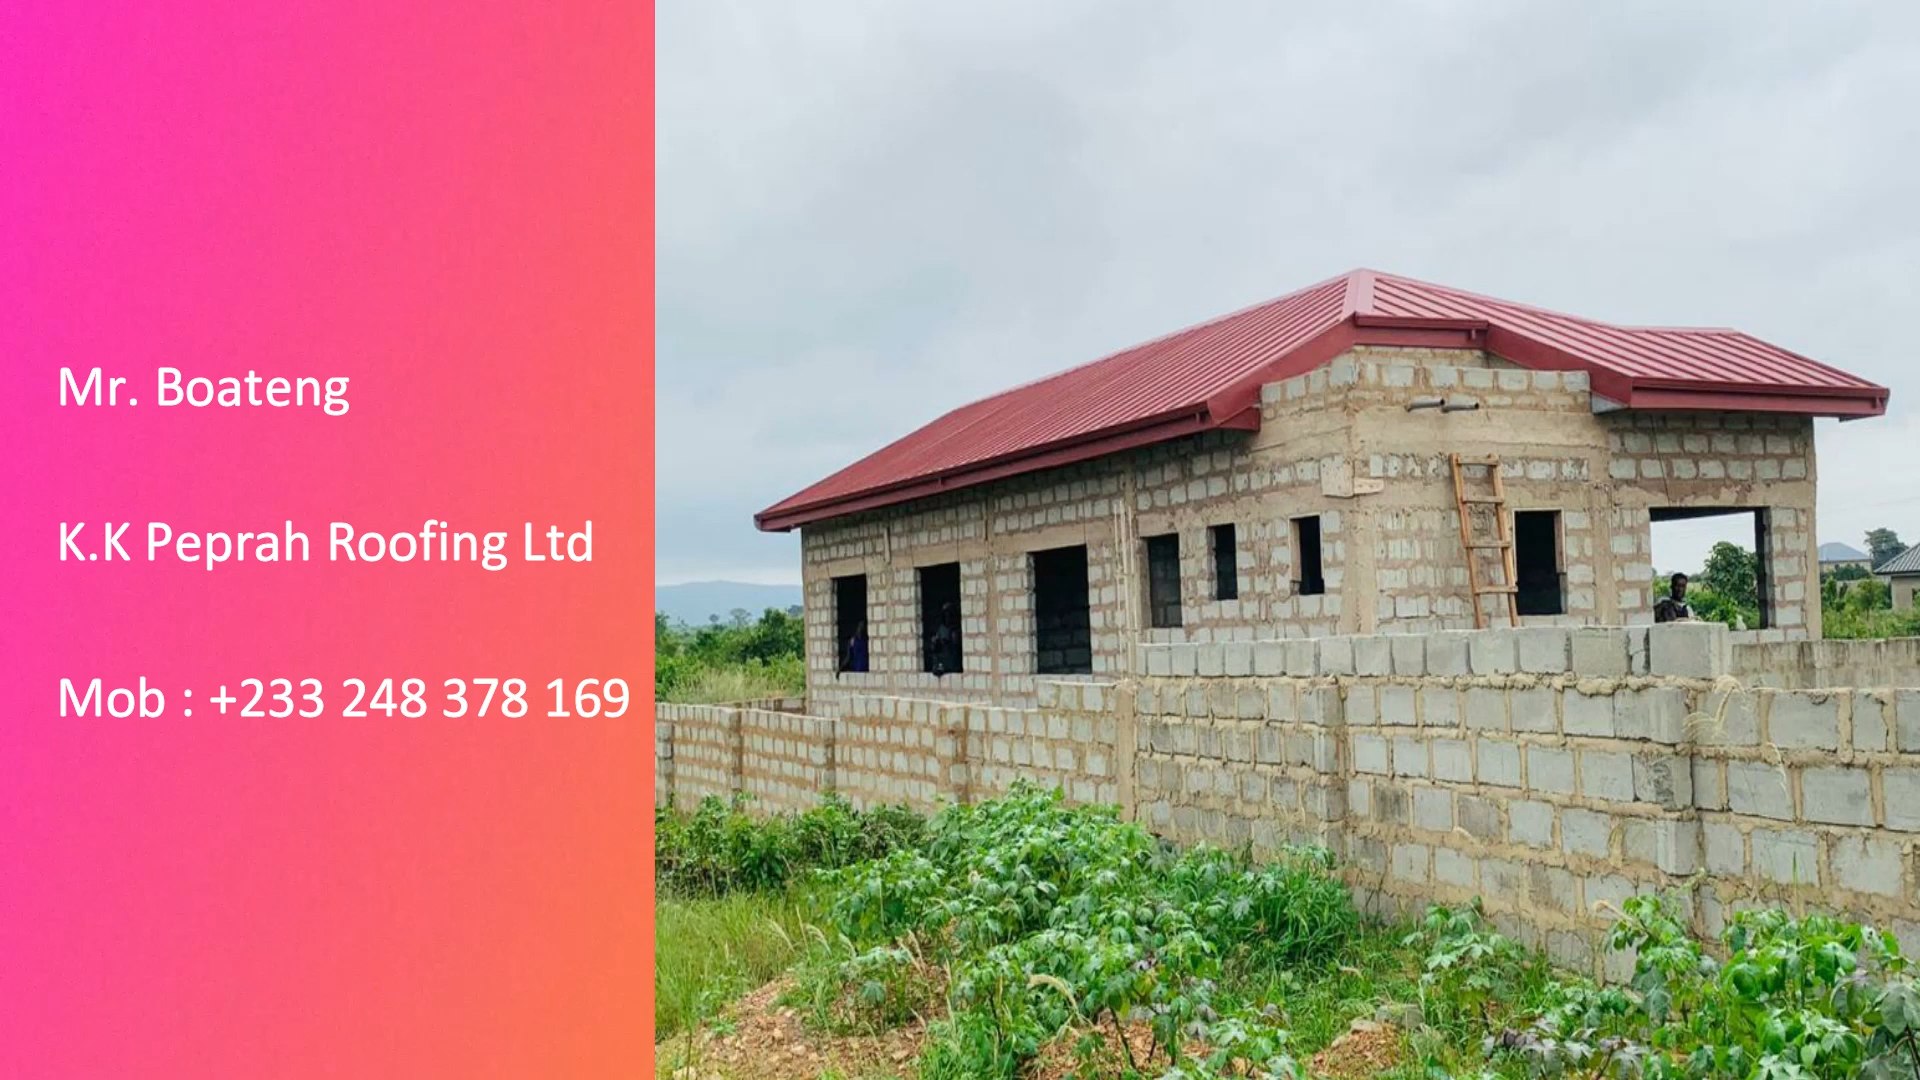 Mr. Boateng
K.K Peprah Roofing Ltd
Mob : +233 248 378 169